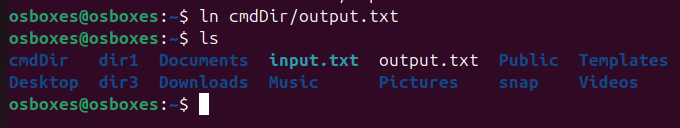 osboxes@osboxes:~$ ln cmdDir/output.txt
osboxes@osboxes:~$ ls
cmdDir dir1 Documents input.txt output.txt Public Templates
Desktop dir3 Downloads Music Pictures snap Videos
osboxes@osboxes:~$